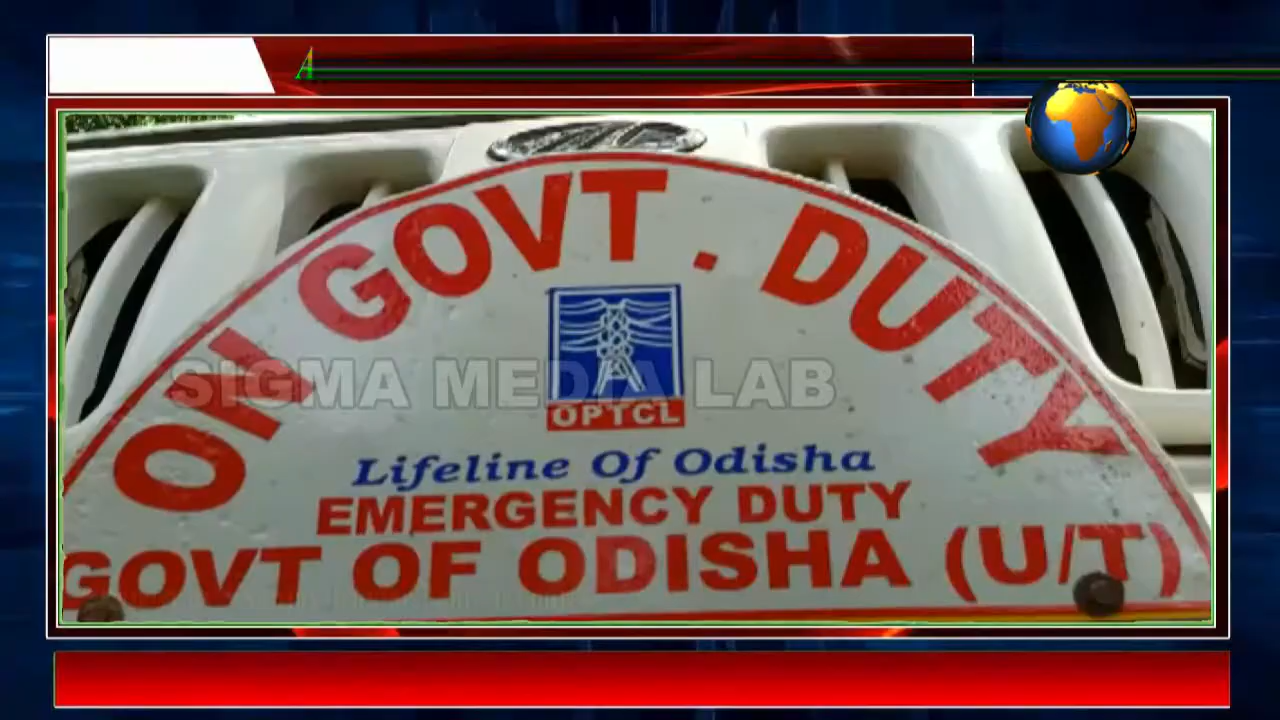 A
ON GOVT. DUTY
SIGMA MEDIA LAB
OPTCL
Lifeline Of Odisha
EMERGENCY DUTY
GOVT OF ODISHA (U/T)